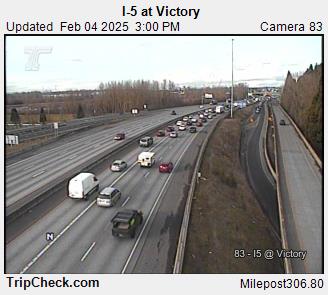 I-5 at Victory
Updated Feb 04 2025 3:00 PM Camera 83
N
83 - I5 @ Victory
TripCheck.com Milepost306.80